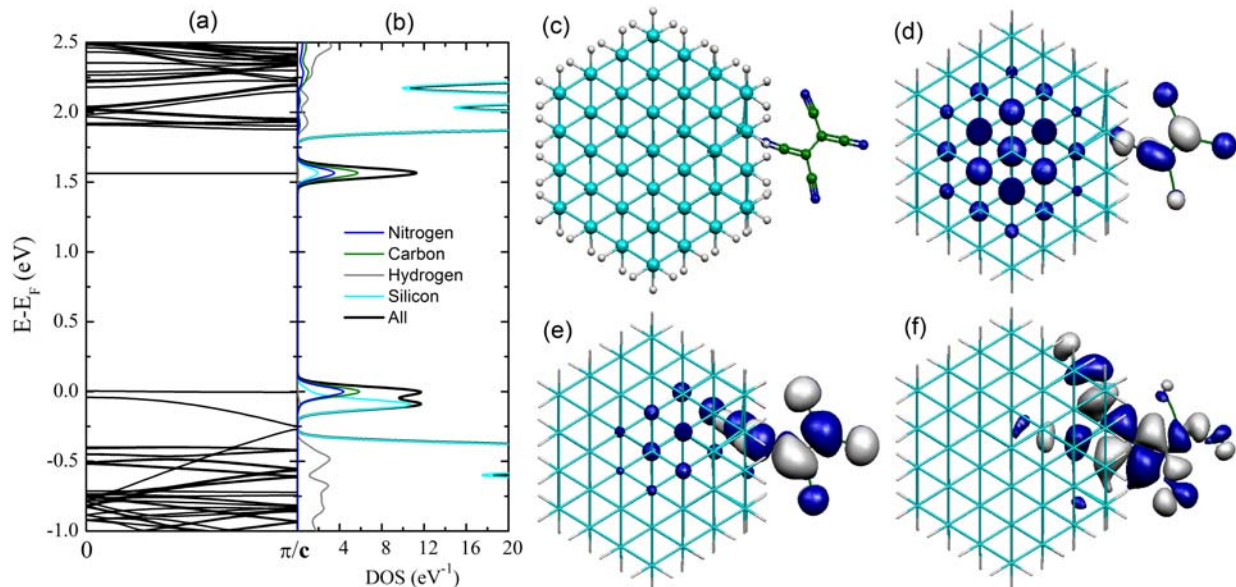 (a)
(b)
(c)
(d)
2.5
2.0
1.5
1.0
0.5
0.0
-0.5
-1.0
E-E_F (eV)
Nitrogen
Carbon
Hydrogen
Silicon
All
(e)
(f)
0
π/c
4
8
12
16
20
DOS (eV⁻¹)